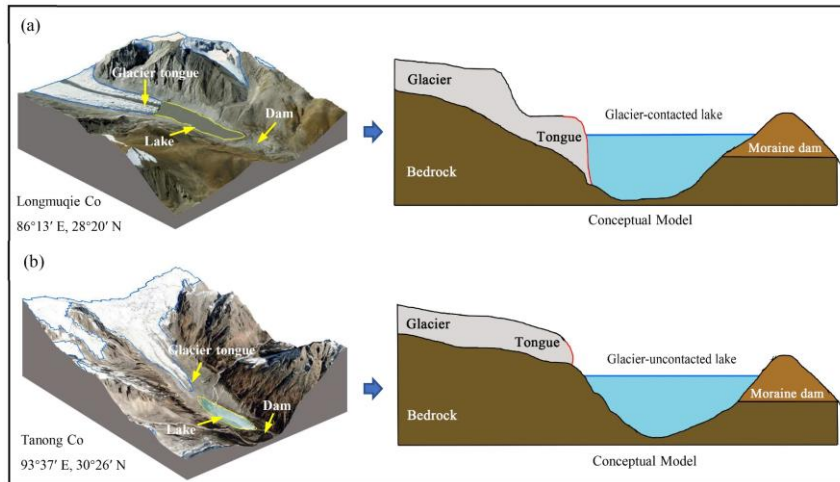 (a)
Glacier tongue
Dam
Lake
Longmuqie Co
86°13′ E, 28°20′ N
Glacier
Glacier-contacted lake
Tongue
Moraine dam
Bedrock
Conceptual Model
(b)
Glacier tongue
Dam
Lake
Tanong Co
93°37′ E, 30°26′ N
Glacier
Tongue
Glacier-uncontacted lake
Moraine dam
Bedrock
Conceptual Model